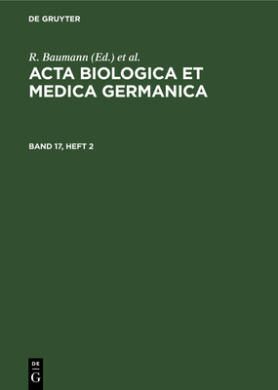 DE GRUYTER
R. Baumann (Ed.) et al.
ACTA BIOLOGICA ET
MEDICA GERMANICA
BAND 17, HEFT 2
DE
G